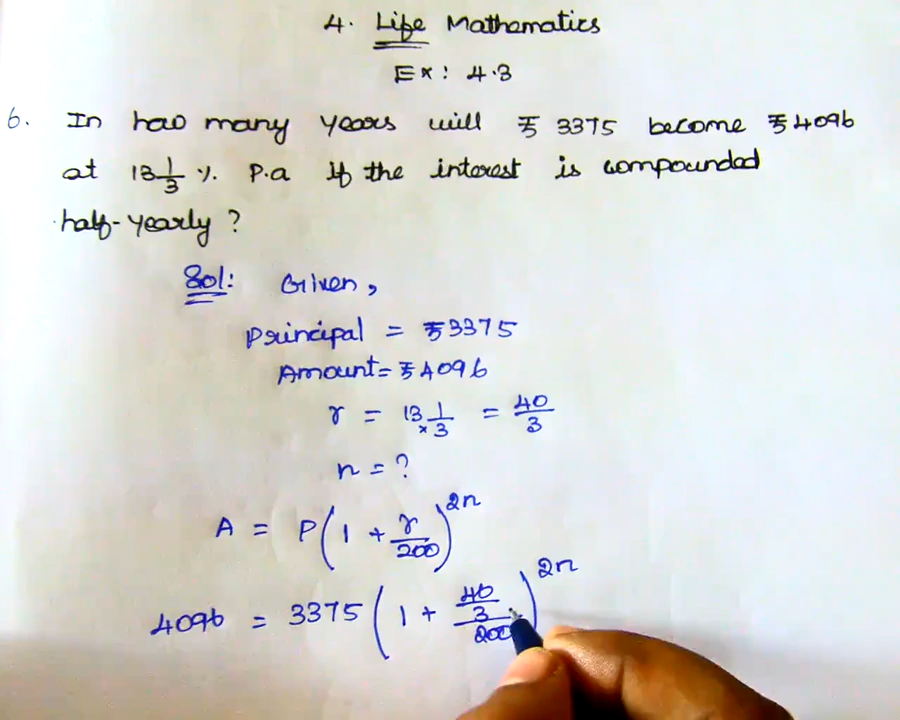 4. Life Mathematics
Ex: 4.3
6. In how many years will ₹ 3375 become ₹ 4096
at 13 1/3 %. P.a if the interest is compounded
half-yearly ?
Sol: Given,
Principal = ₹3375
Amount = ₹4096
r = 13 1/3 = 40/3
n = ?
A = P(1 + r/200)^2n
4096 = 3375 (1 + 40/3/200)^2n